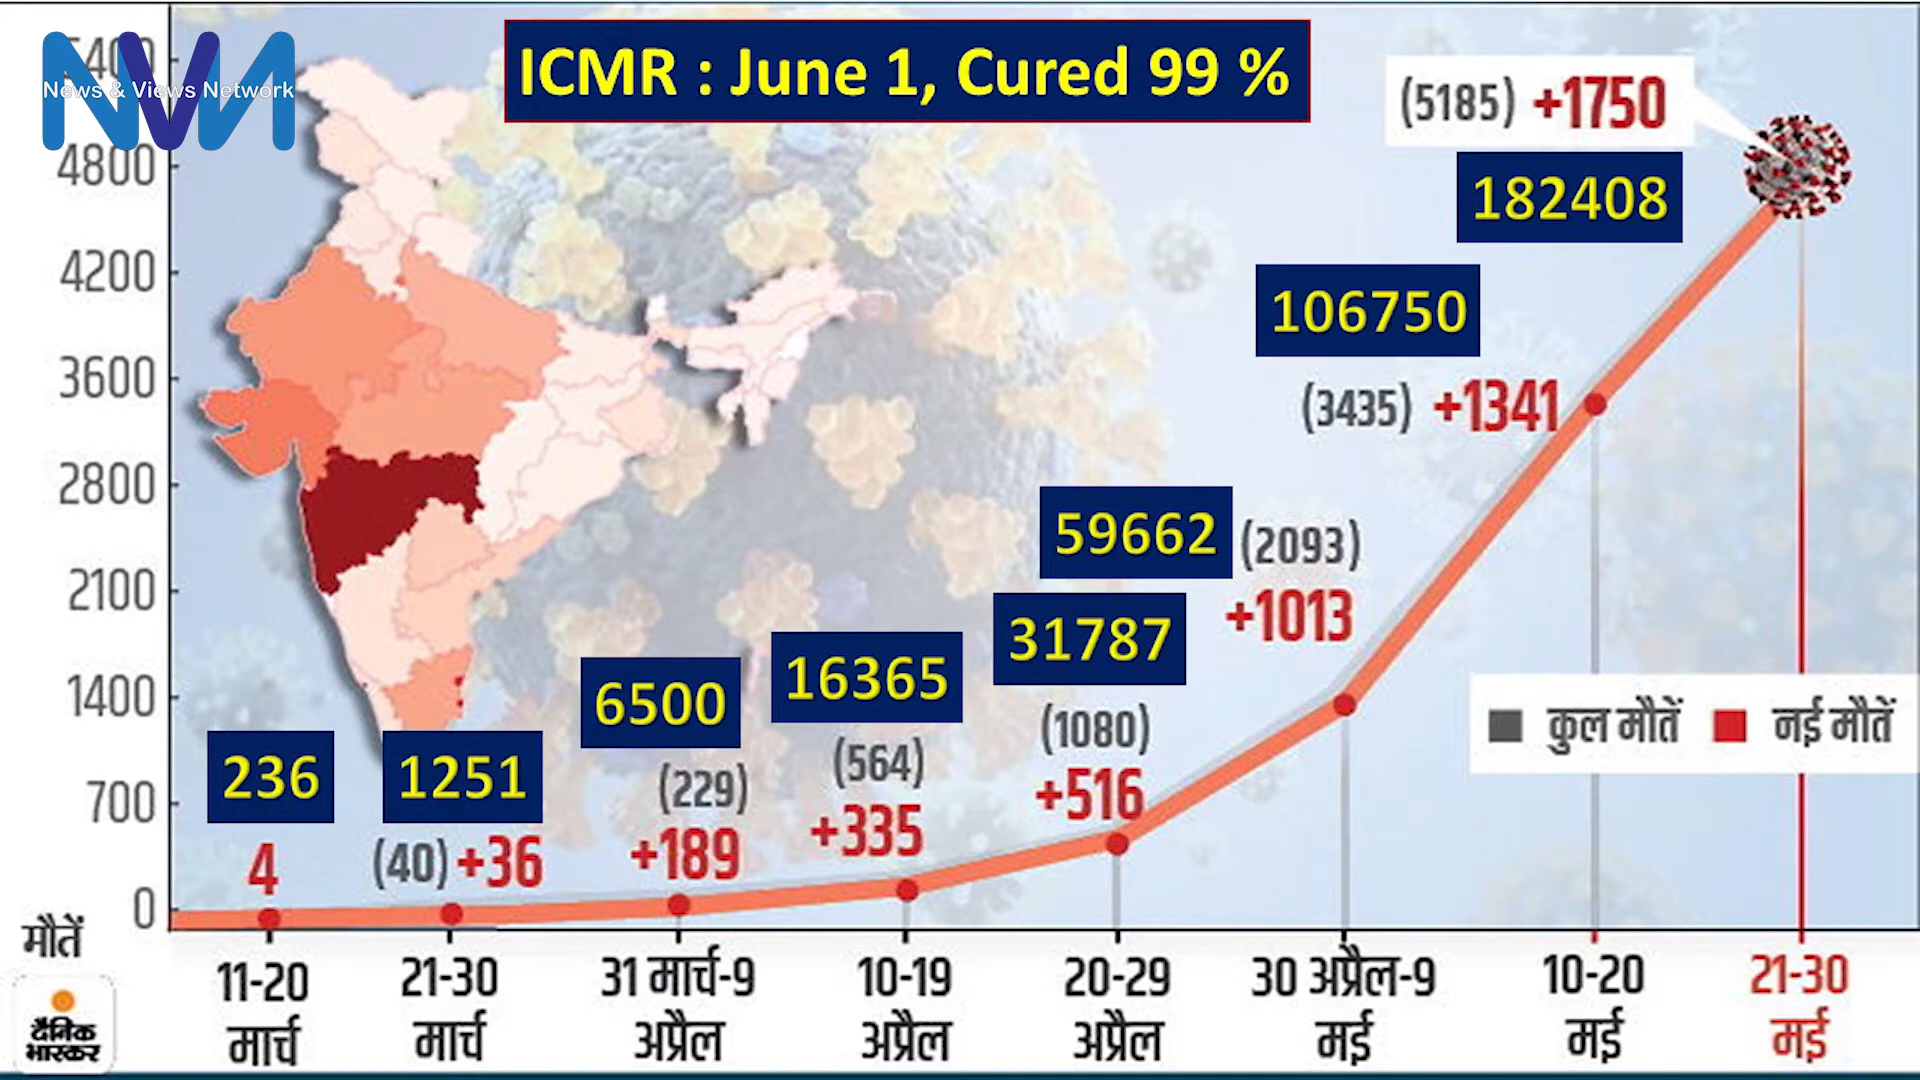 NVN
News & Views Network
ICMR : June 1, Cured 99 %
(5185) +1750
182408
106750
(3435) +1341
59662 (2093)
+1013
31787
(1080)
+516
16365
(564)
+335
6500
(229)
+189
1251
(40) +36
236
4
5400
4800
4200
3600
2800
2100
1400
700
0
मौतें
कुल मौतें नई मौतें
11-20
मार्च
21-30
मार्च
31 मार्च-9
अप्रैल
10-19
अप्रैल
20-29
अप्रैल
30 अप्रैल-9
मई
10-20
मई
21-30
मई
दैनिक
भास्कर